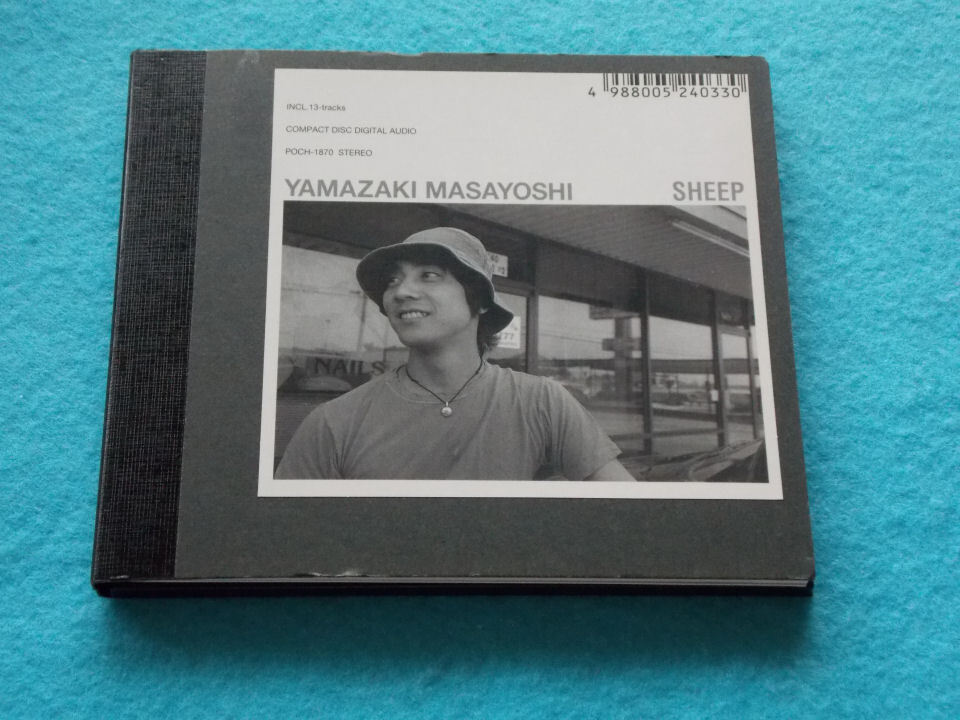 4 988005 240330
INCL.13-tracks
COMPACT DISC DIGITAL AUDIO
POCH-1870 STEREO
YAMAZAKI MASAYOSHI SHEEP
NAILS